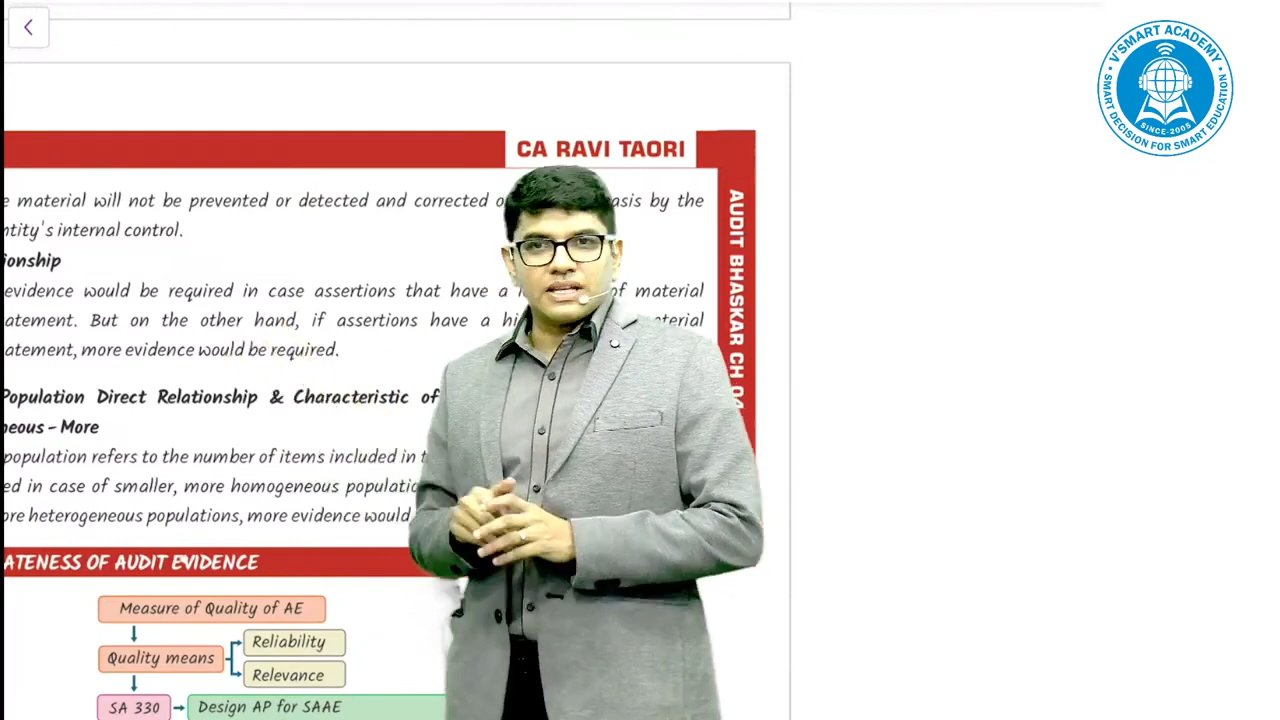 V'SMART ACADEMY
SMART DECISION FOR SMART EDUCATION
SINCE-2005
CA RAVI TAORI
AUDIT BHASKAR CH 04
e material will not be prevented or detected and corrected o asis by the
ntity's internal control.
ionship
evidence would be required in case assertions that have a of material
atement. But on the other hand, if assertions have a hi terial
atement, more evidence would be required.
Population Direct Relationship & Characteristic of
neous - More
population refers to the number of items included in t
ed in case of smaller, more homogeneous populatio
ore heterogeneous populations, more evidence would
ATENESS OF AUDIT EVIDENCE
Measure of Quality of AE
Quality means
Reliability
Relevance
SA 330
Design AP for SAAE